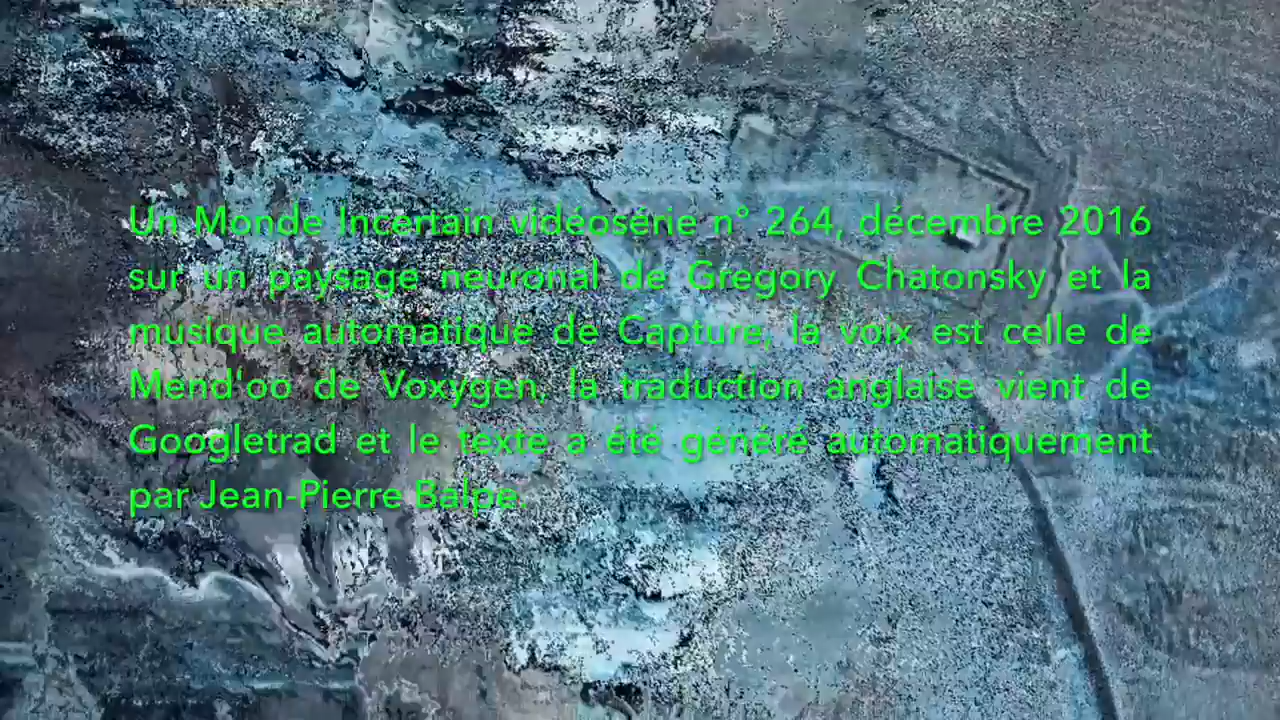 Un Monde Incertain vidéosérie n° 264, décembre 2016
sur un paysage neuronal de Gregory Chatonsky et la
musique automatique de Capture, la voix est celle de
Mend'oo de Voxygen, la traduction anglaise vient de
Googletrad et le texte a été généré automatiquement
par Jean-Pierre Balpe.